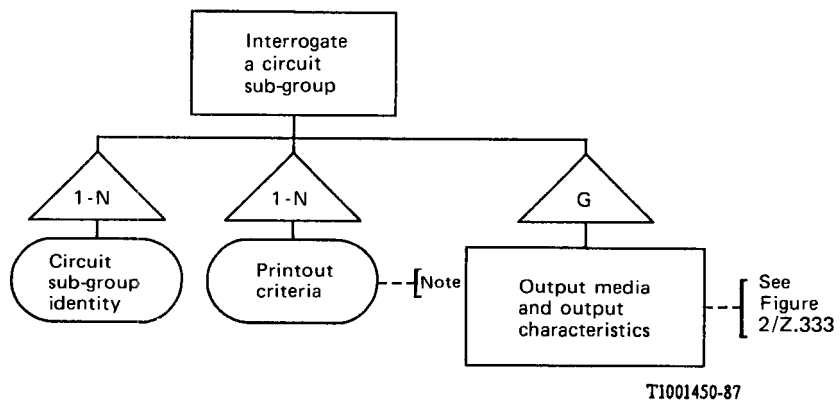 Interrogate
a circuit
sub-group
1-N
1-N
G
Circuit
sub-group
identity
Printout
criteria
Note
Output media
and output
characteristics
See
Figure
2/Z.333
T1001450-87